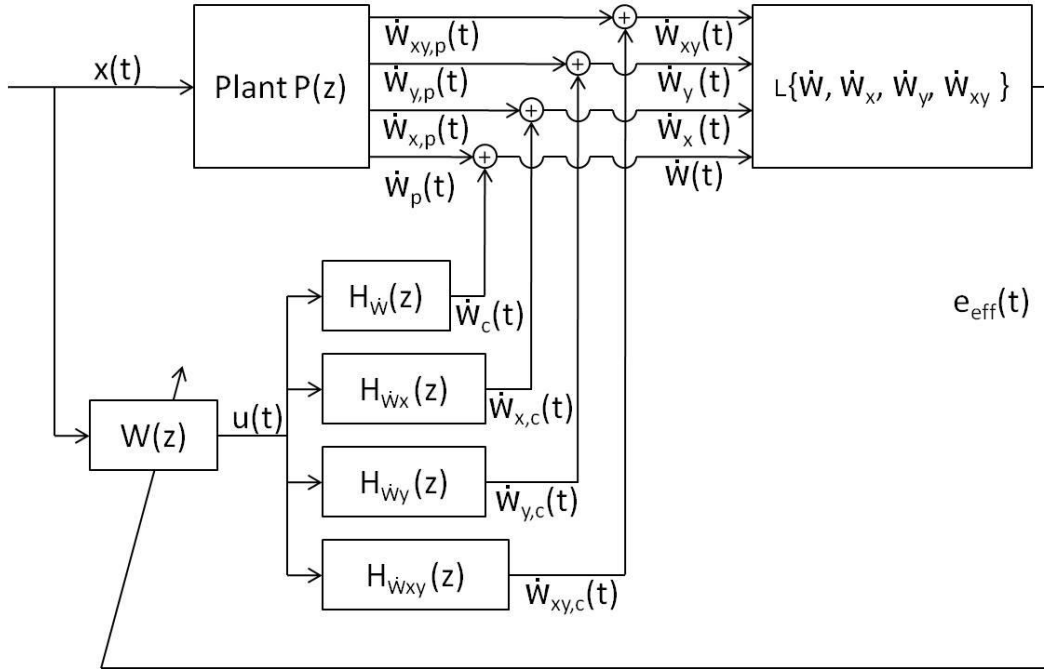 x(t)
Plant P(z)
Ẇxy,p(t)
Ẇy,p(t)
Ẇx,p(t)
Ẇp(t)
+
+
+
+
Ẇxy(t)
Ẇy(t)
Ẇx(t)
Ẇ(t)
L{Ẇ, Ẇx, Ẇy, Ẇxy }
HẆ(z)
Ẇc(t)
eeff(t)
HẆx(z)
Ẇx,c(t)
W(z)
u(t)
HẆy(z)
Ẇy,c(t)
HẆxy(z)
Ẇxy,c(t)